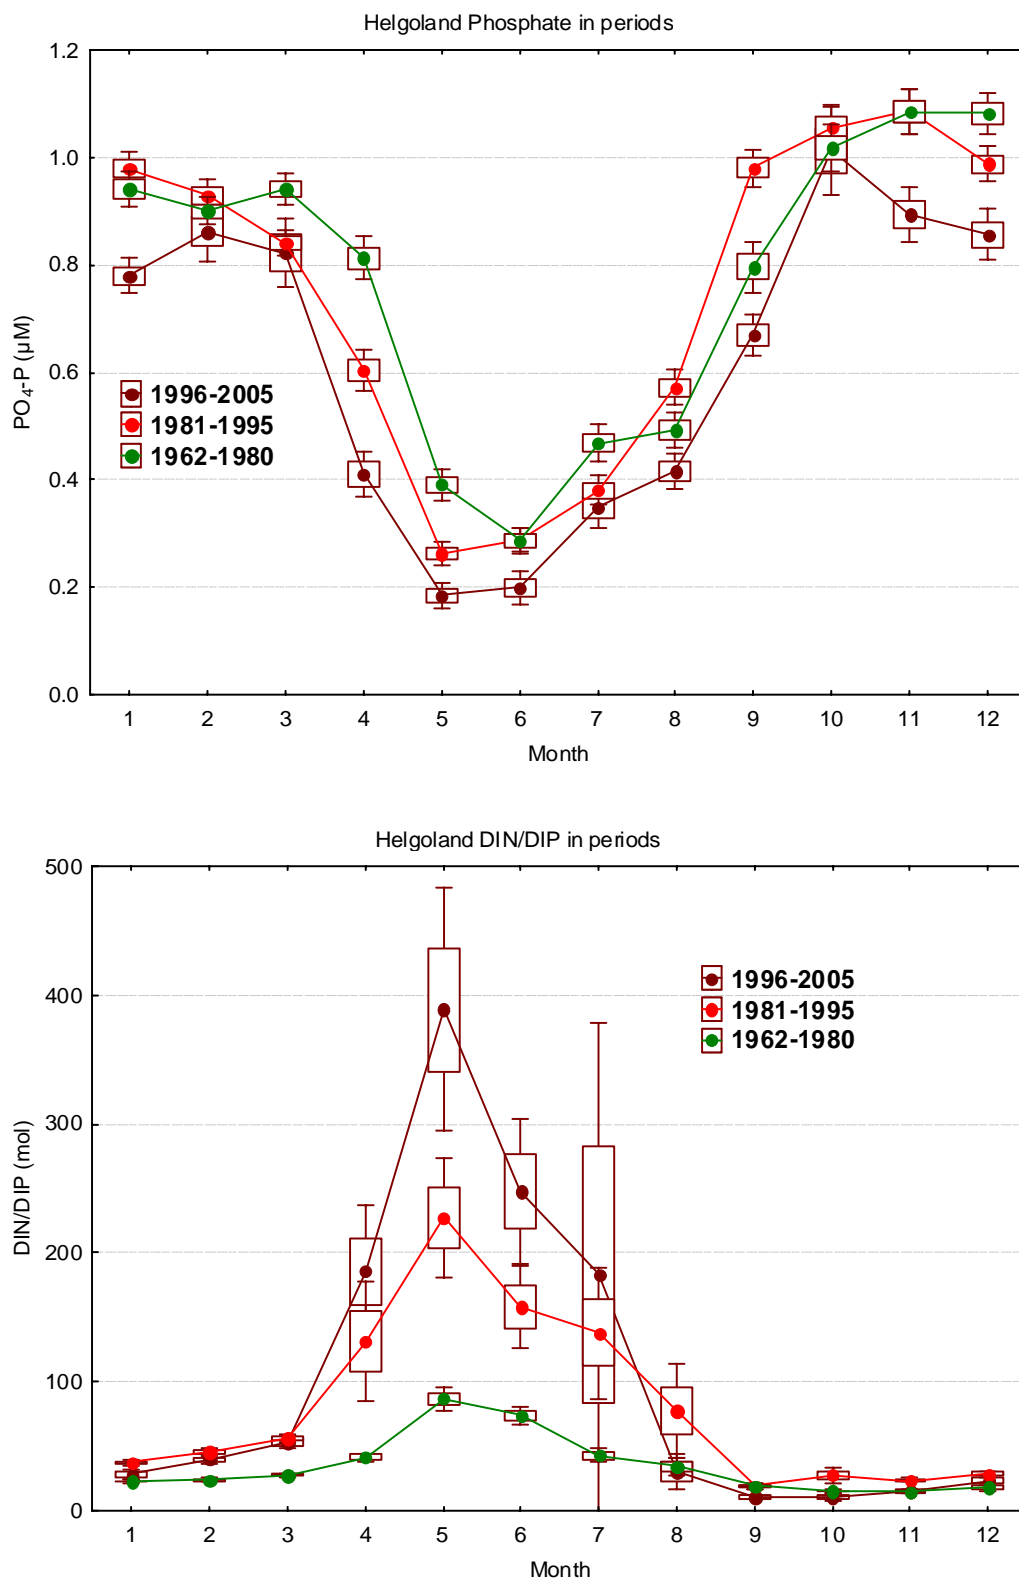 Helgoland Phosphate in periods
1.2
1.0
0.8
0.6
0.4
0.2
0.0
PO₄-P (µM)
1996-2005
1981-1995
1962-1980
1 2 3 4 5 6 7 8 9 10 11 12
Month
Helgoland DIN/DIP in periods
500
400
300
200
100
0
DIN/DIP (mol)
1996-2005
1981-1995
1962-1980
1 2 3 4 5 6 7 8 9 10 11 12
Month